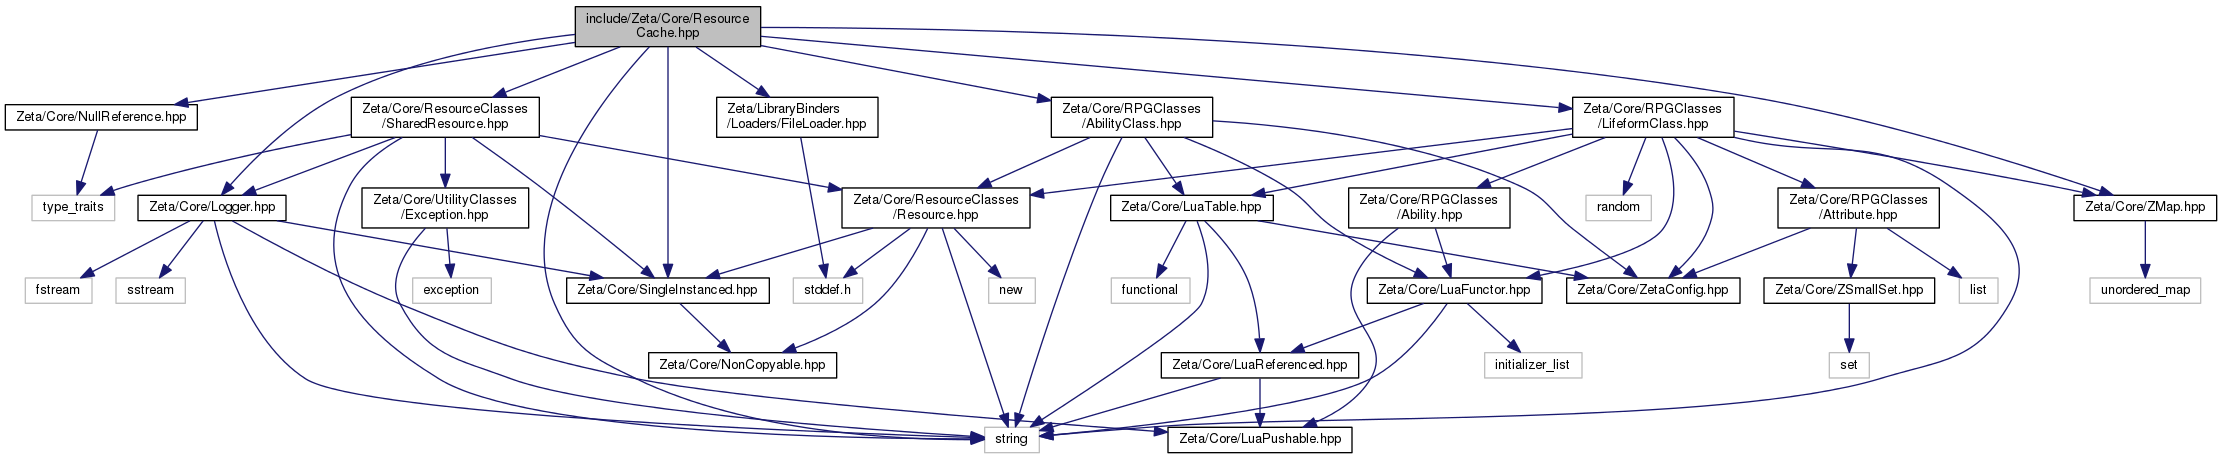 include/Zeta/Core/Resource
Cache.hpp
Zeta/Core/NullReference.hpp
Zeta/Core/ResourceClasses
/SharedResource.hpp
Zeta/LibraryBinders
/Loaders/FileLoader.hpp
Zeta/Core/RPGClasses
/AbilityClass.hpp
Zeta/Core/RPGClasses
/LifeformClass.hpp
type_traits
Zeta/Core/Logger.hpp
Zeta/Core/UtilityClasses
/Exception.hpp
Zeta/Core/ResourceClasses
/Resource.hpp
Zeta/Core/LuaTable.hpp
Zeta/Core/RPGClasses
/Ability.hpp
random
Zeta/Core/RPGClasses
/Attribute.hpp
Zeta/Core/ZMap.hpp
fstream
sstream
exception
Zeta/Core/SingleInstanced.hpp
stddef.h
new
functional
Zeta/Core/LuaFunctor.hpp
Zeta/Core/ZetaConfig.hpp
Zeta/Core/ZSmallSet.hpp
list
unordered_map
Zeta/Core/NonCopyable.hpp
Zeta/Core/LuaReferenced.hpp
initializer_list
set
string
Zeta/Core/LuaPushable.hpp